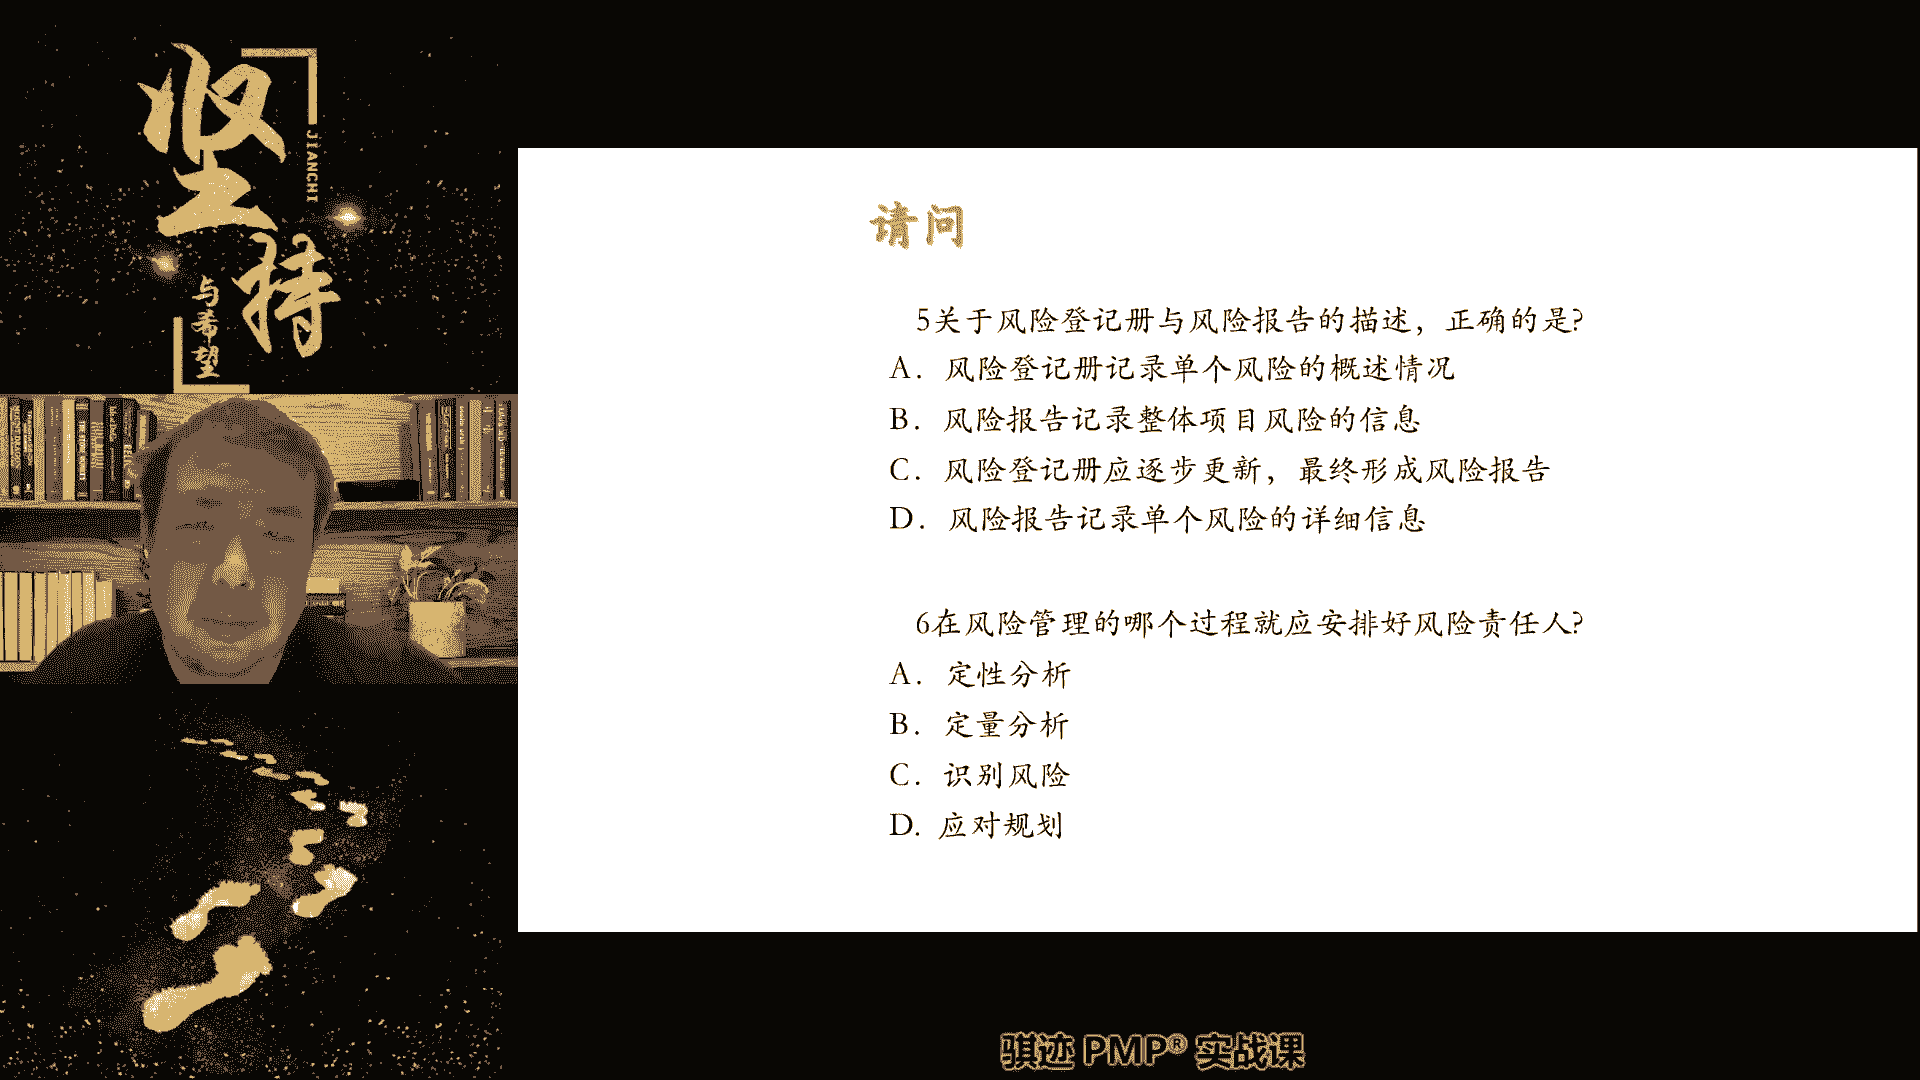 坚持
JIANCHI
与希望
请问
5关于风险登记册与风险报告的描述，正确的是?
A．风险登记册记录单个风险的概述情况
B．风险报告记录整体项目风险的信息
C．风险登记册应逐步更新，最终形成风险报告
D．风险报告记录单个风险的详细信息
6在风险管理的哪个过程就应安排好风险责任人?
A．定性分析
B．定量分析
C．识别风险
D. 应对规划
骐迹 PMP® 实战课